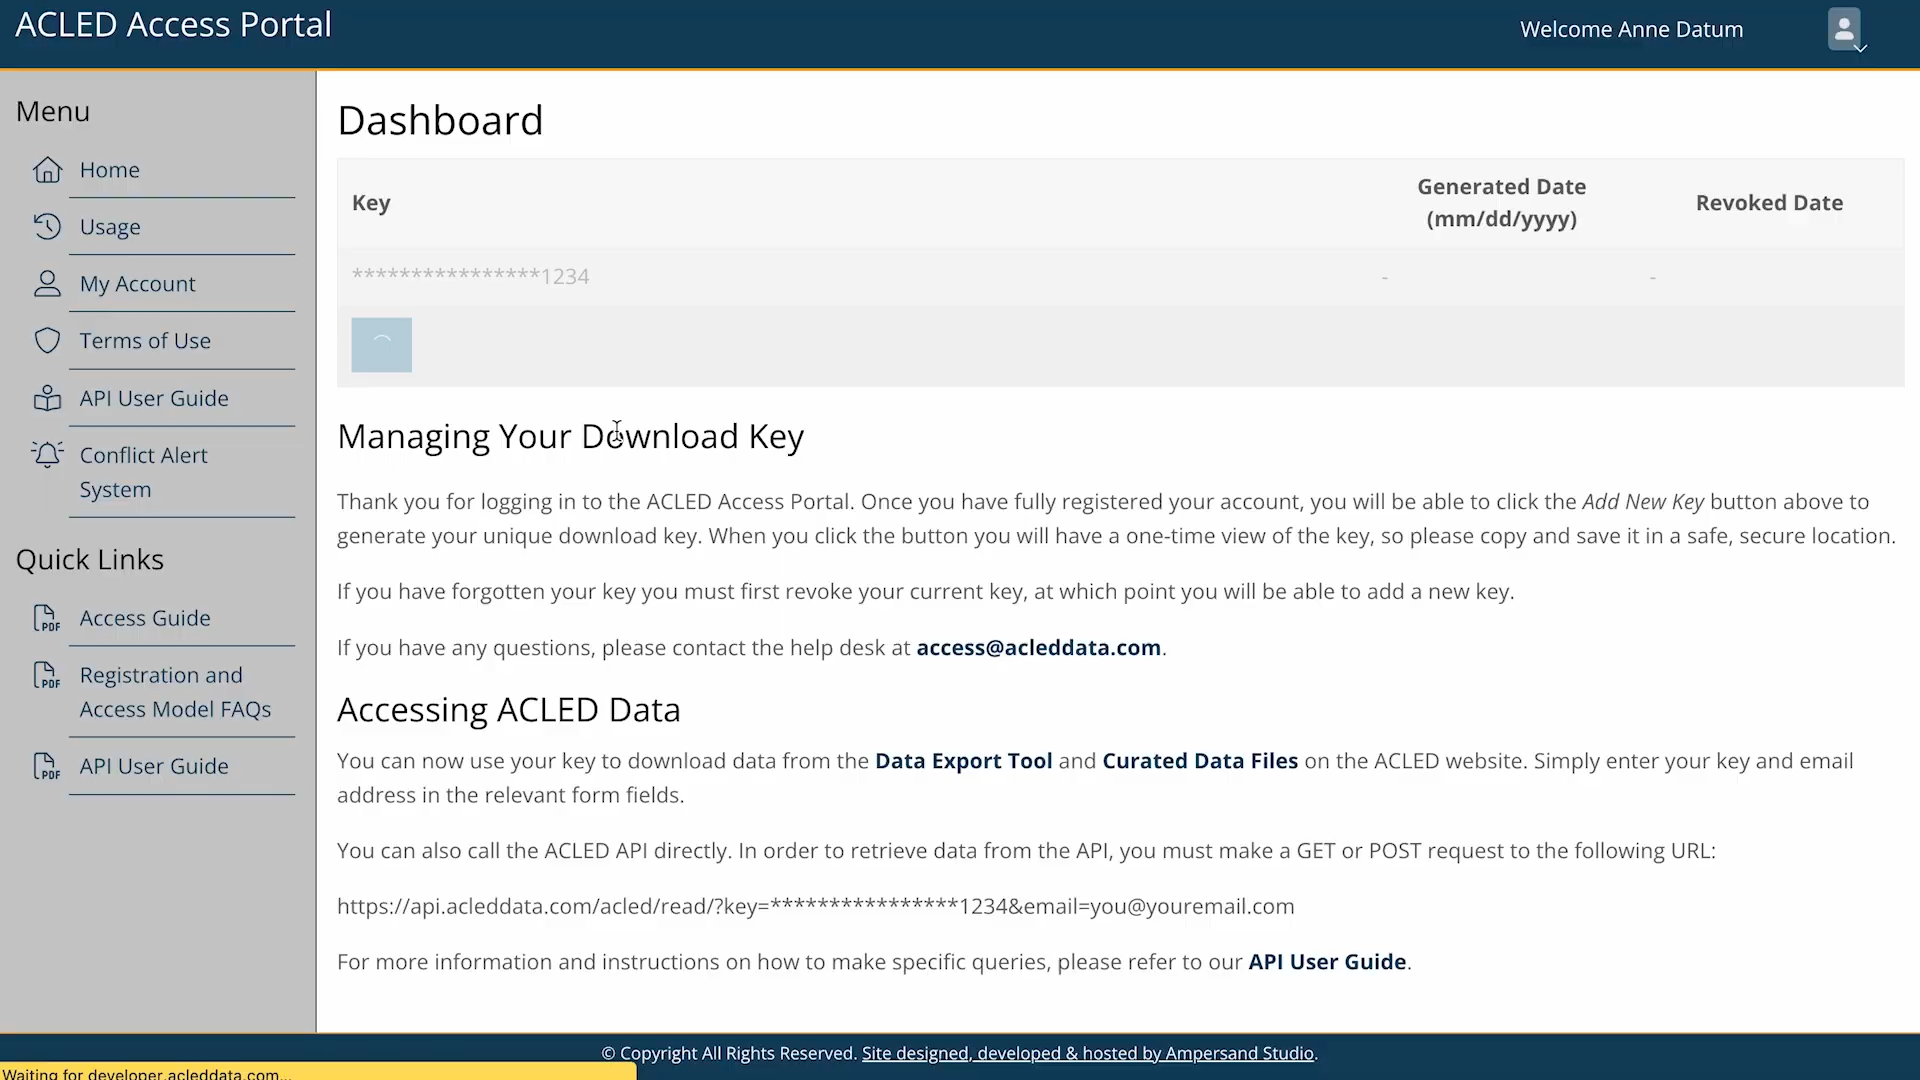 ACLED Access Portal
Welcome Anne Datum
Menu
Home
Usage
My Account
Terms of Use
API User Guide
Conflict Alert
System
Quick Links
PDF Access Guide
PDF Registration and
Access Model FAQs
PDF API User Guide
Dashboard
Key
Generated Date
(mm/dd/yyyy)
Revoked Date
****************1234 - -
Managing Your Download Key
Thank you for logging in to the ACLED Access Portal. Once you have fully registered your account, you will be able to click the Add New Key button above to
generate your unique download key. When you click the button you will have a one-time view of the key, so please copy and save it in a safe, secure location.
If you have forgotten your key you must first revoke your current key, at which point you will be able to add a new key.
If you have any questions, please contact the help desk at access@acleddata.com.
Accessing ACLED Data
You can now use your key to download data from the Data Export Tool and Curated Data Files on the ACLED website. Simply enter your key and email
address in the relevant form fields.
You can also call the ACLED API directly. In order to retrieve data from the API, you must make a GET or POST request to the following URL:
https://api.acleddata.com/acled/read/?key=****************1234&email=you@youremail.com
For more information and instructions on how to make specific queries, please refer to our API User Guide.
© Copyright All Rights Reserved. Site designed, developed & hosted by Ampersand Studio.
Waiting for developer.acleddata.com...